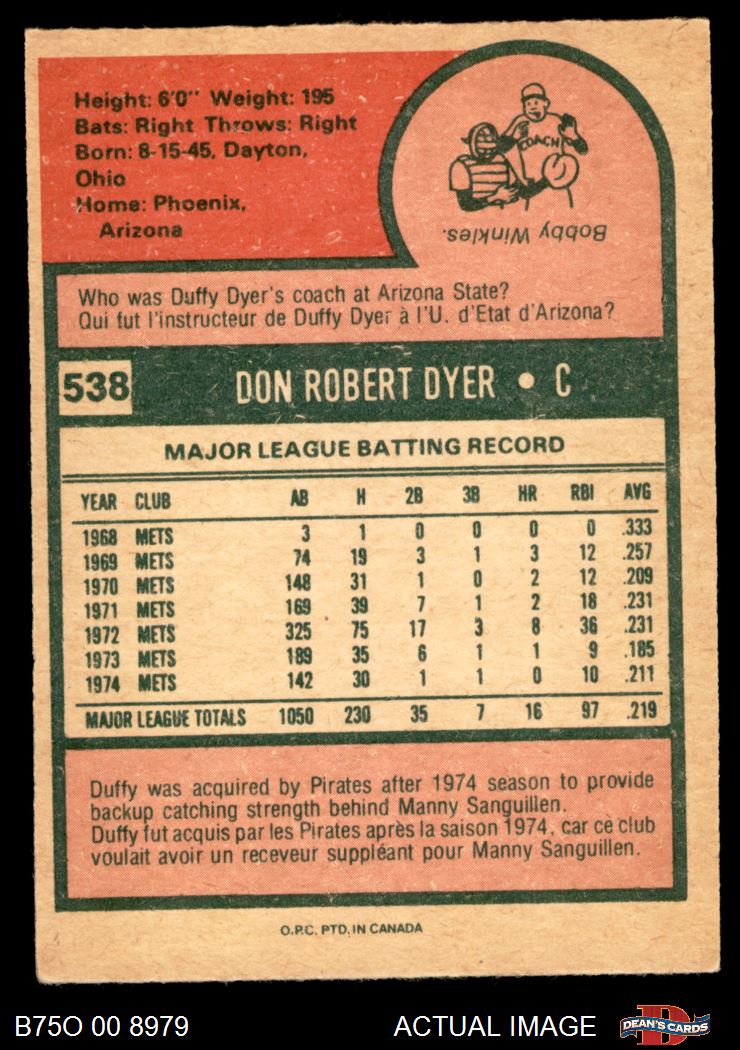 Height: 6'0" Weight: 195
Bats: Right Throws: Right
Born: 8-15-45, Dayton,
Ohio
Home: Phoenix,
Arizona
COACH
Bobby Winkles.
Who was Duffy Dyer's coach at Arizona State?
Qui fut l'instructeur de Duffy Dyer à l'U. d'Etat d'Arizona?
538 DON ROBERT DYER • C
MAJOR LEAGUE BATTING RECORD
YEAR CLUB AB H 2B 3B HR RBI AVG
1968 METS 3 1 0 0 0 0 .333
1969 METS 74 19 3 1 3 12 .257
1970 METS 148 31 1 0 2 12 .209
1971 METS 169 39 7 1 2 18 .231
1972 METS 325 75 17 3 8 36 .231
1973 METS 189 35 6 1 1 9 .185
1974 METS 142 30 1 1 0 10 .211
MAJOR LEAGUE TOTALS 1050 230 35 7 16 97 .219
Duffy was acquired by Pirates after 1974 season to provide
backup catching strength behind Manny Sanguillen.
Duffy fut acquis par les Pirates après la saison 1974, car ce club
voulait avoir un receveur suppléant pour Manny Sanguillen.
O.P.C. PTD. IN CANADA
B75O 00 8979 ACTUAL IMAGE D DEAN'S CARDS